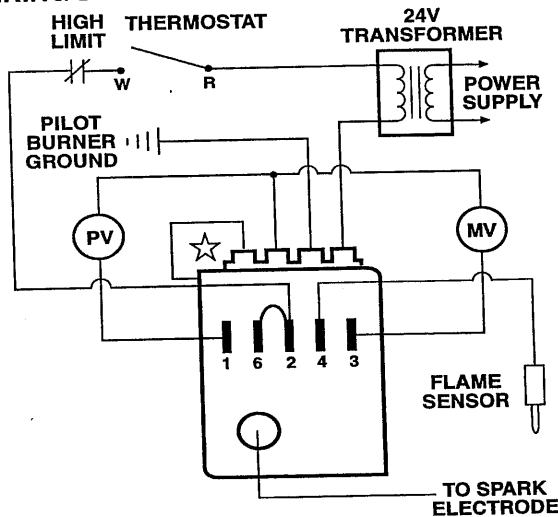 HIGH
LIMIT
THERMOSTAT
24V
TRANSFORMER
W
R
POWER
SUPPLY
PILOT
BURNER
GROUND
PV
MV
1 6 2 4 3
FLAME
SENSOR
TO SPARK
ELECTRODE